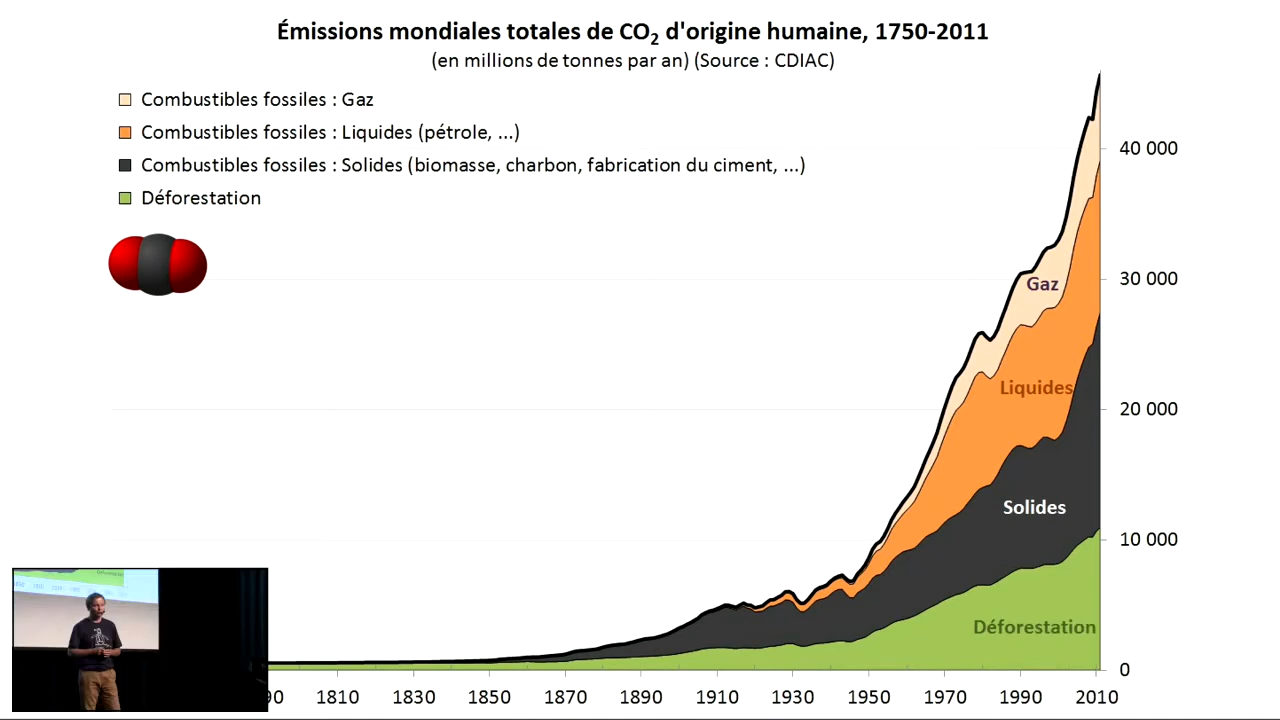 Émissions mondiales totales de CO₂ d'origine humaine, 1750-2011
(en millions de tonnes par an) (Source : CDIAC)
Combustibles fossiles : Gaz
Combustibles fossiles : Liquides (pétrole, ...)
Combustibles fossiles : Solides (biomasse, charbon, fabrication du ciment, ...)
Déforestation
40 000
30 000
Gaz
Liquides
20 000
Solides
10 000
Déforestation
0
90 1810 1830 1850 1870 1890 1910 1930 1950 1970 1990 2010